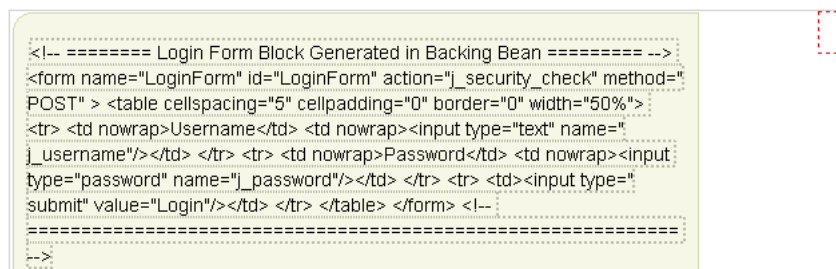 <!-- ======== Login Form Block Generated in Backing Bean ========= -->
<form name="LoginForm" id="LoginForm" action="j_security_check" method="
POST" > <table cellspacing="5" cellpadding="0" border="0" width="50%">
<tr> <td nowrap>Username</td> <td nowrap><input type="text" name="
j_username"/></td> </tr> <tr> <td nowrap>Password</td> <td nowrap><input
type="password" name="j_password"/></td> </tr> <tr> <td><input type="
submit" value="Login"/></td> </tr> </table> </form> <!--
=============================================================
-->